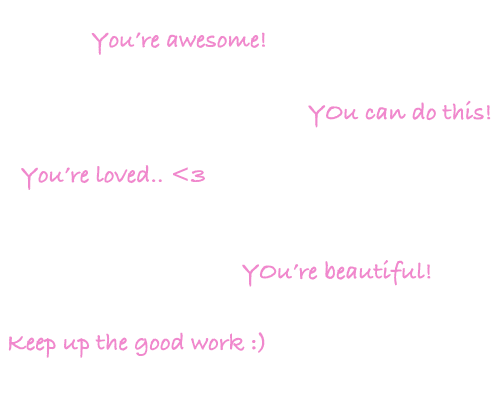 You're awesome!
YOu can do this!
You're loved.. <3
YOu're beautiful!
Keep up the good work :)